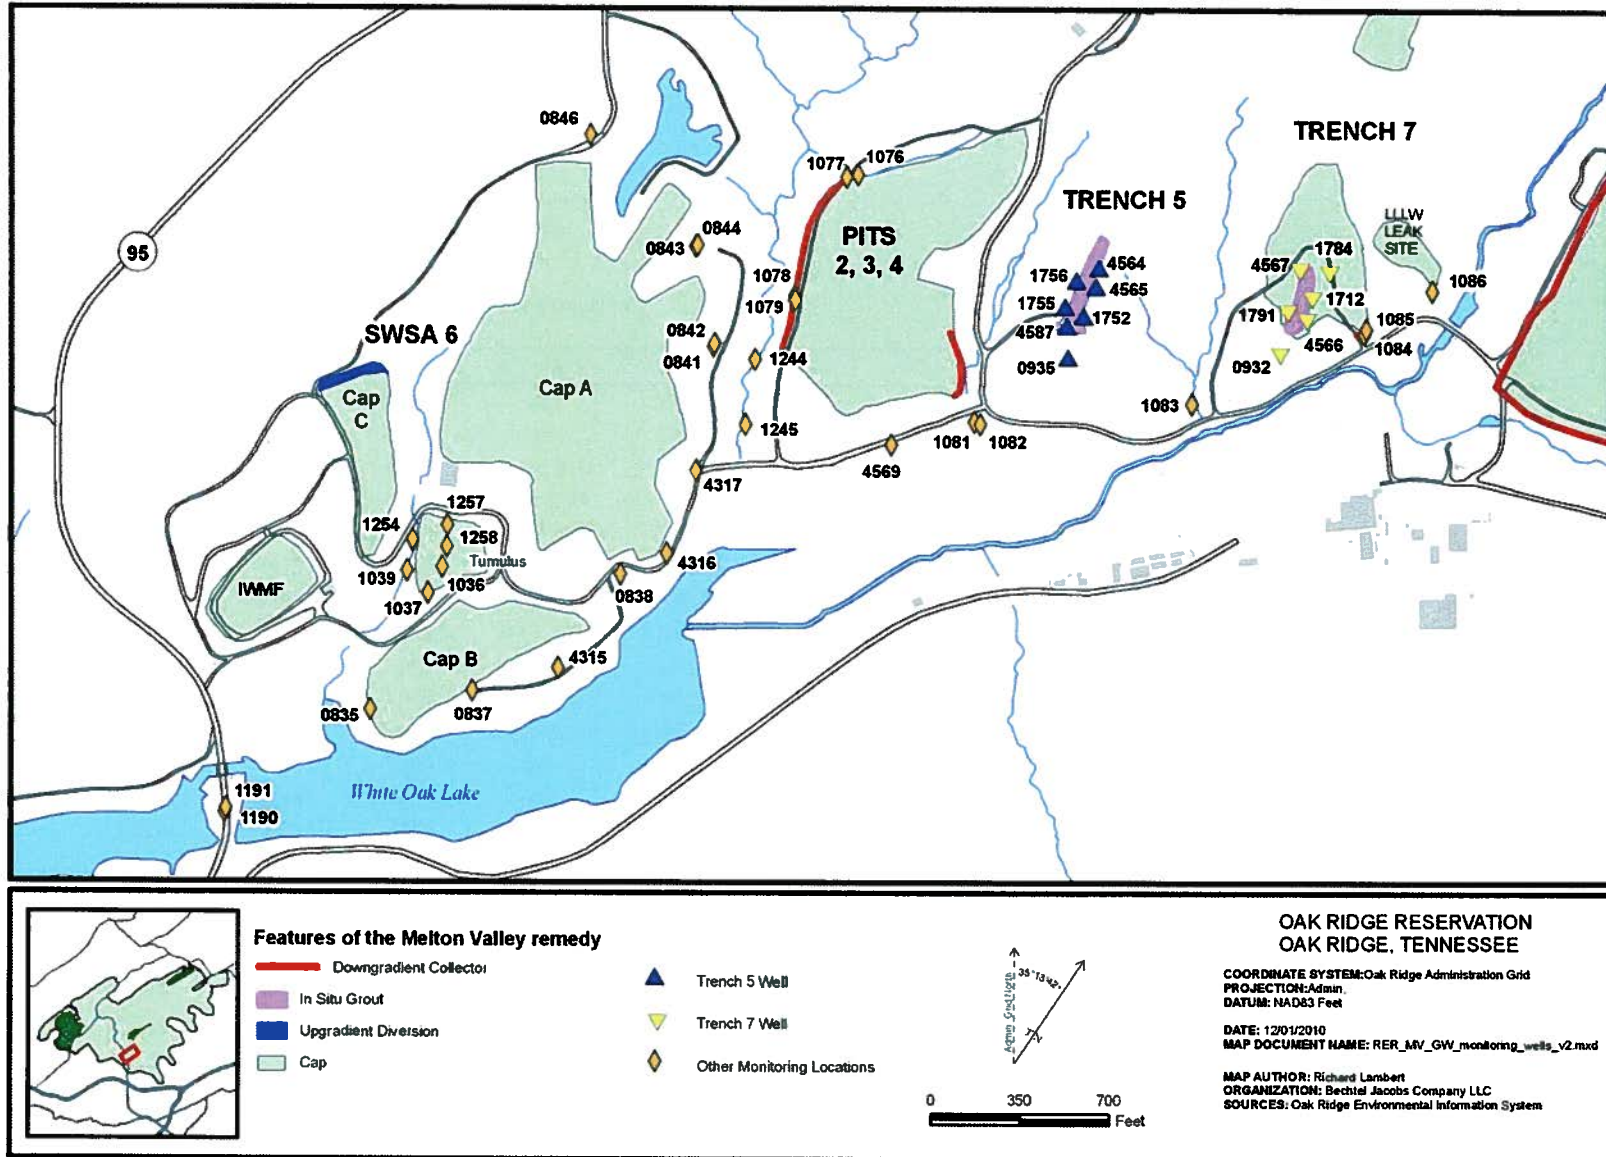 0846
TRENCH 7
1077
1076
TRENCH 5
LLLW
LEAK
SITE
PITS
2, 3, 4
95
0844
0843
1784
4567
4564
1756
4565
1086
1078
1079
1712
1755
1752
1791
1085
4587
0842
SWSA 6
1084
4566
0841
1244
0935
0932
Cap A
Cap
C
1083
1245
1081
1082
4569
4317
1257
1254
1258
Tumulus
4316
1039
1036
IWMF
1037
0838
Cap B
4315
0835
0837
White Oak Lake
1191
1190
Features of the Melton Valley remedy
Downgradient Collector
In Situ Grout
Upgradient Diversion
Cap
Trench 5 Well
Trench 7 Well
Other Monitoring Locations
Admin. Grid North
35°13'42"
T.N
0 350 700
Feet
OAK RIDGE RESERVATION
OAK RIDGE, TENNESSEE
COORDINATE SYSTEM:Oak Ridge Administration Grid
PROJECTION:Admin.
DATUM: NAD83 Feet
DATE: 12/01/2010
MAP DOCUMENT NAME: RER_MV_GW_monitoring_wells_v2.mxd
MAP AUTHOR: Richard Lambert
ORGANIZATION: Bechtel Jacobs Company LLC
SOURCES: Oak Ridge Environmental Information System